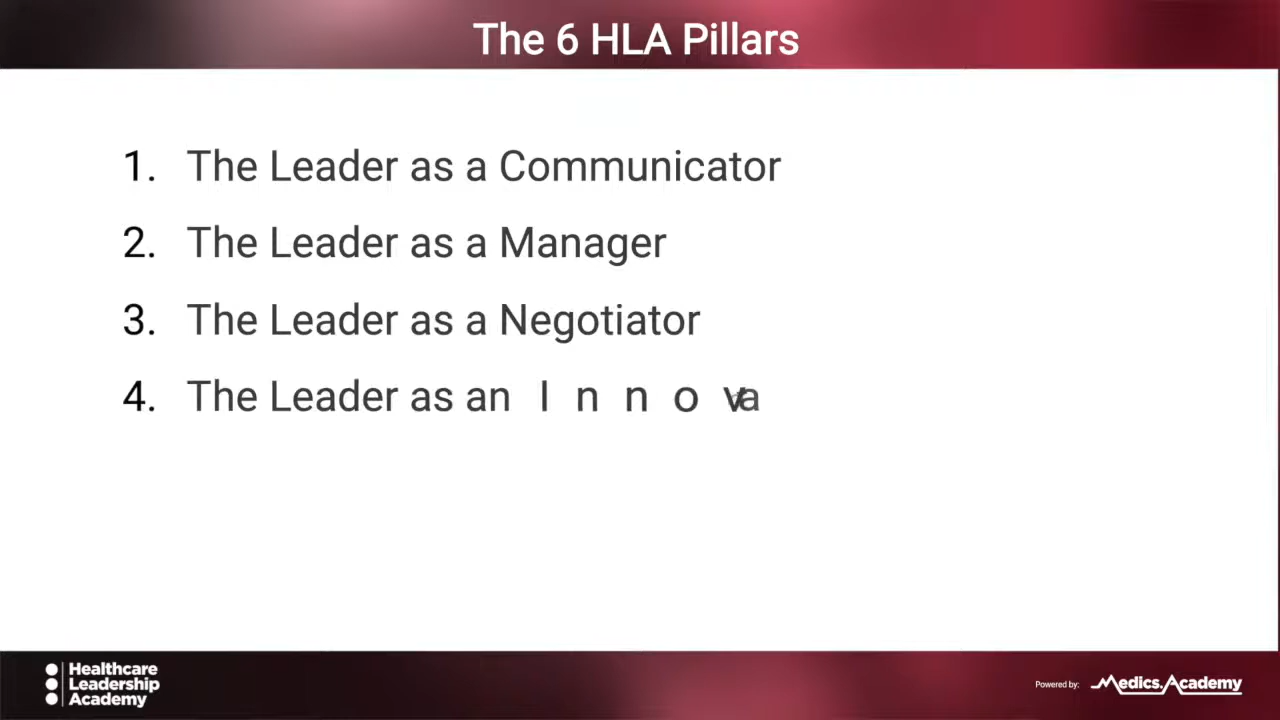 The 6 HLA Pillars
1. The Leader as a Communicator
2. The Leader as a Manager
3. The Leader as a Negotiator
4. The Leader as an I n n o v a
Healthcare
Leadership
Academy
Powered by: Medics.Academy